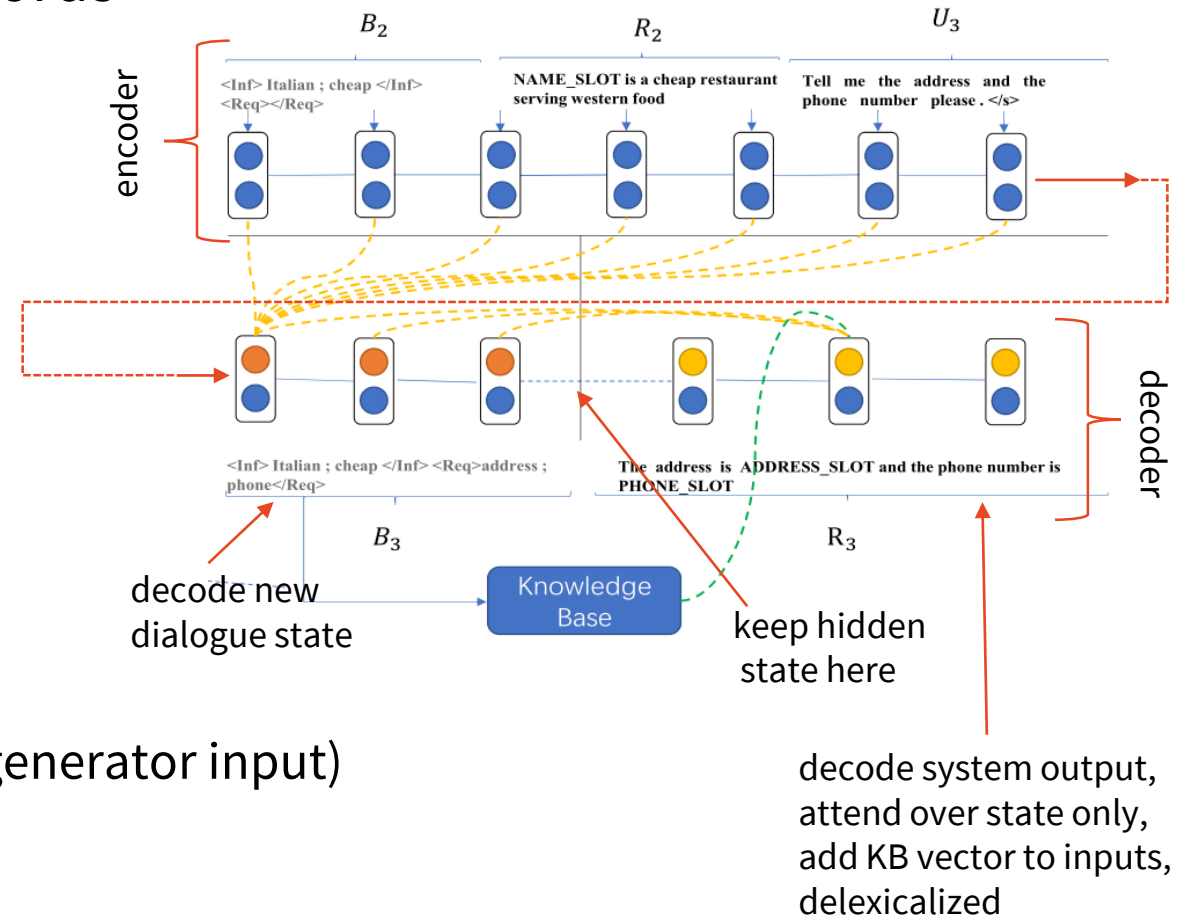 B₂
R₂
U₃
encoder
<Inf> Italian ; cheap </Inf>
<Req></Req>
NAME_SLOT is a cheap restaurant
serving western food
Tell me the address and the
phone number please . </s>
decoder
<Inf> Italian ; cheap </Inf> <Req>address ;
phone</Req>
The address is ADDRESS_SLOT and the phone number is
PHONE_SLOT
B₃
R₃
decode new
dialogue state
Knowledge
Base
keep hidden
state here
generator input)
decode system output,
attend over state only,
add KB vector to inputs,
delexicalized